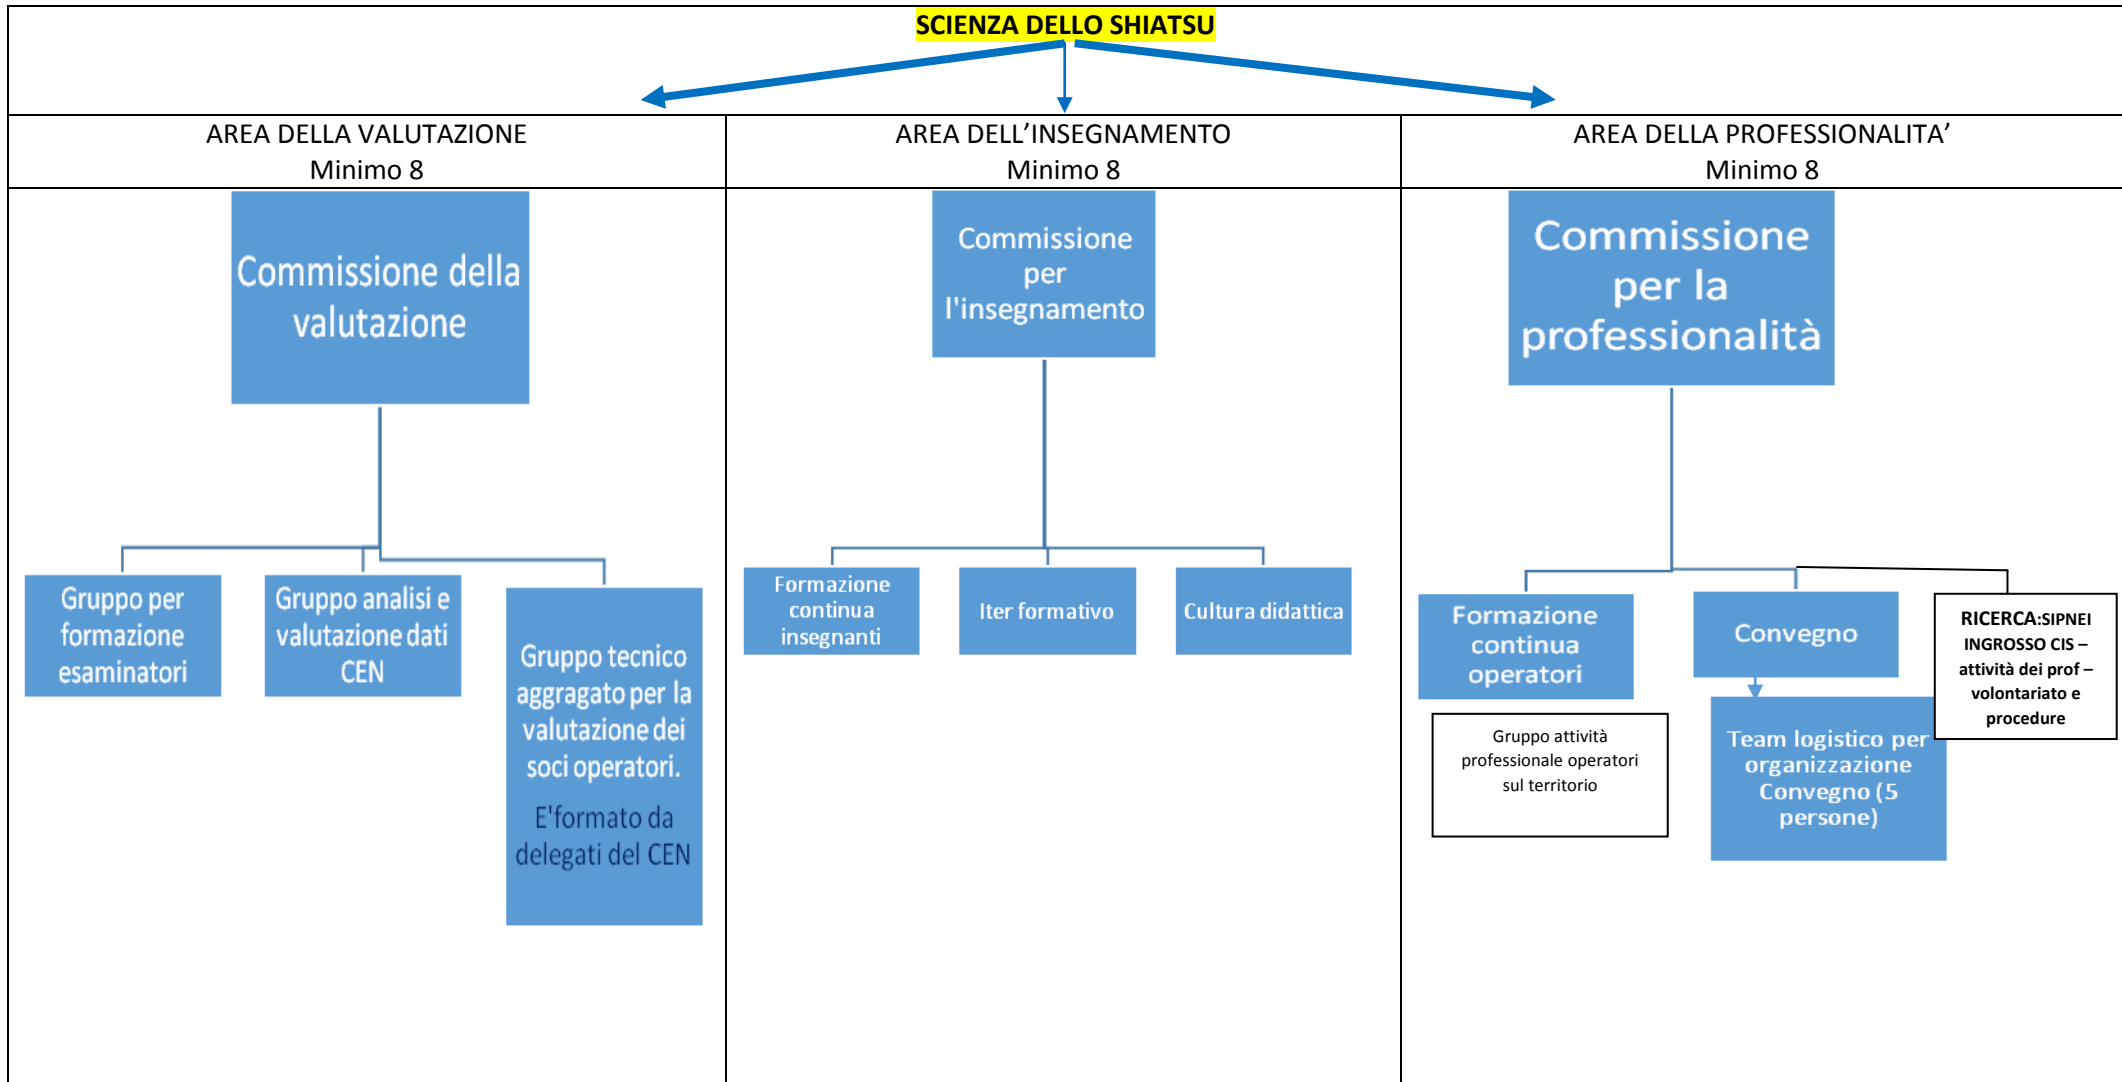 SCIENZA DELLO SHIATSU
AREA DELLA VALUTAZIONE
Minimo 8
AREA DELL’INSEGNAMENTO
Minimo 8
AREA DELLA PROFESSIONALITA’
Minimo 8
Commissione della
valutazione
Gruppo per
formazione
esaminatori
Gruppo analisi e
valutazione dati
CEN
Gruppo tecnico
aggragato per la
valutazione dei
soci operatori.
E'formato da
delegati del CEN
Commissione
per
l'insegnamento
Formazione
continua
insegnanti
Iter formativo
Cultura didattica
Commissione
per la
professionalità
Formazione
continua
operatori
Gruppo attività
professionale operatori
sul territorio
Convegno
Team logistico per
organizzazione
Convegno (5
persone)
RICERCA:SIPNEI
INGROSSO CIS –
attività dei prof –
volontariato e
procedure